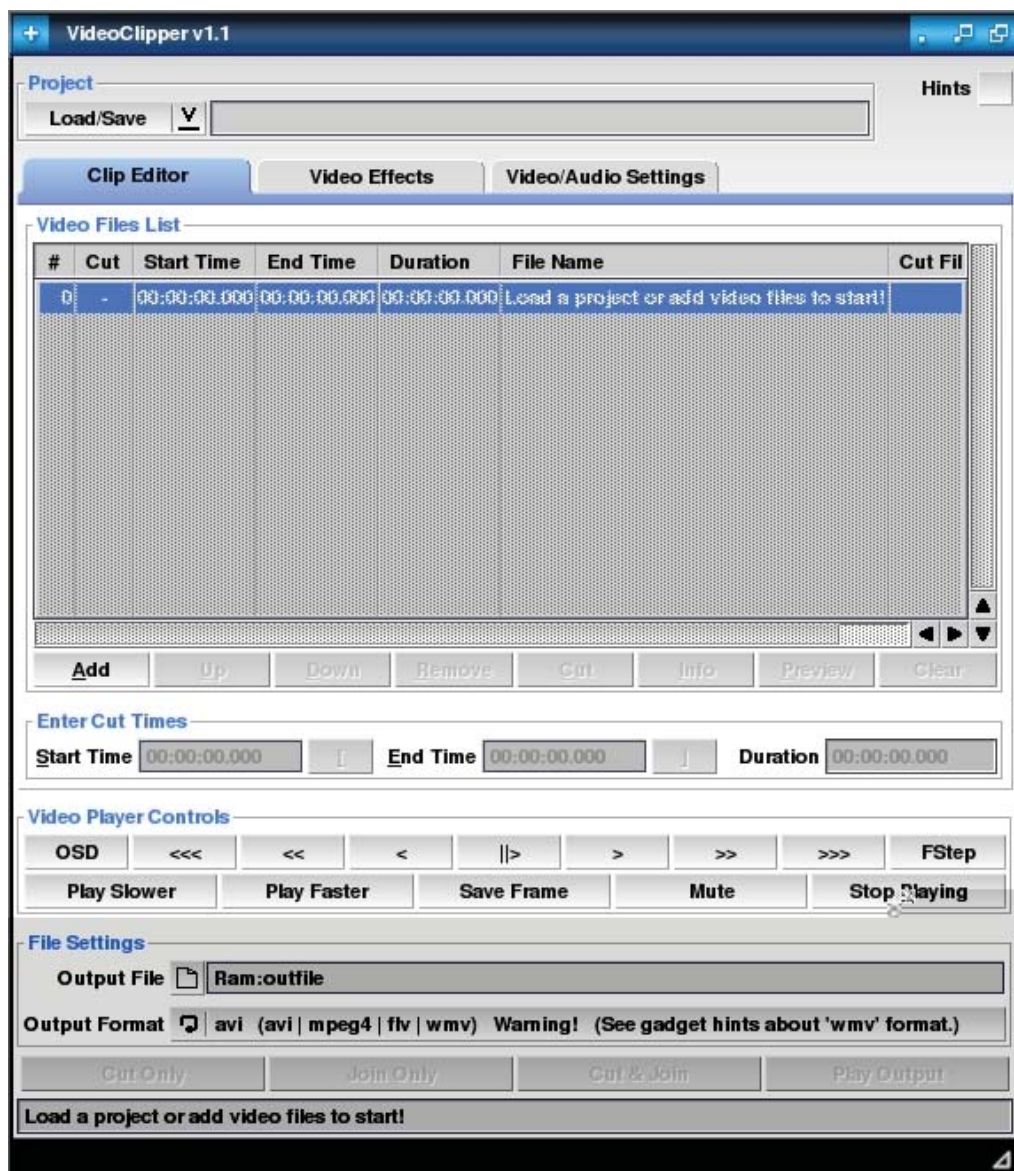 VideoClipper v1.1
Project
Hints
Load/Save
Clip Editor Video Effects Video/Audio Settings
Video Files List
# Cut Start Time End Time Duration File Name Cut Fil
0 - 00:00:00.000 00:00:00.000 00:00:00.000 Load a project or add video files to start!
Add Up Down Remove Cut Info Preview Clear
Enter Cut Times
Start Time 00:00:00.000 [ End Time 00:00:00.000 ] Duration 00:00:00.000
Video Player Controls
OSD <<< << < ||> > >> >>> FStep
Play Slower Play Faster Save Frame Mute Stop Playing
File Settings
Output File Ram:outfile
Output Format avi (avi | mpeg4 | flv | wmv) Warning! (See gadget hints about 'wmv' format.)
Cut Only Join Only Cut & Join Play Output
Load a project or add video files to start!